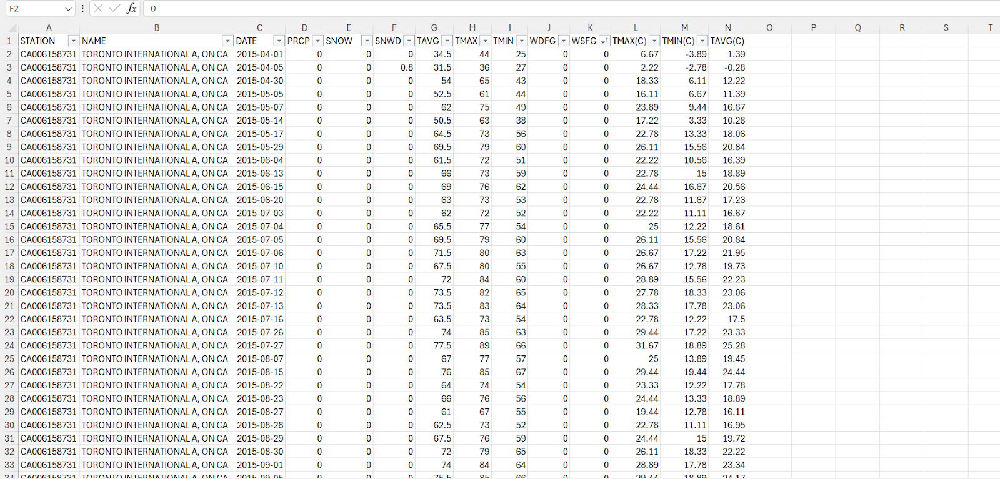 F2 fx 0
A B C D E F G H I J K L M N O P Q R S T
1 STATION NAME DATE PRCP SNOW SNWD TAVG TMAX TMIN WDFG WSFG TMAX(C) TMIN(C) TAVG(C)
2 CA006158731 TORONTO INTERNATIONAL A, ON CA 2015-04-01 0 0 0 34.5 44 25 0 0 6.67 -3.89 1.39
3 CA006158731 TORONTO INTERNATIONAL A, ON CA 2015-04-05 0 0 0.8 31.5 36 27 0 0 2.22 -2.78 -0.28
4 CA006158731 TORONTO INTERNATIONAL A, ON CA 2015-04-30 0 0 0 54 65 43 0 0 18.33 6.11 12.22
5 CA006158731 TORONTO INTERNATIONAL A, ON CA 2015-05-05 0 0 0 52.5 61 44 0 0 16.11 6.67 11.39
6 CA006158731 TORONTO INTERNATIONAL A, ON CA 2015-05-07 0 0 0 62 75 49 0 0 23.89 9.44 16.67
7 CA006158731 TORONTO INTERNATIONAL A, ON CA 2015-05-14 0 0 0 50.5 63 38 0 0 17.22 3.33 10.28
8 CA006158731 TORONTO INTERNATIONAL A, ON CA 2015-05-17 0 0 0 64.5 73 56 0 0 22.78 13.33 18.06
9 CA006158731 TORONTO INTERNATIONAL A, ON CA 2015-05-29 0 0 0 69.5 79 60 0 0 26.11 15.56 20.84
10 CA006158731 TORONTO INTERNATIONAL A, ON CA 2015-06-04 0 0 0 61.5 72 51 0 0 22.22 10.56 16.39
11 CA006158731 TORONTO INTERNATIONAL A, ON CA 2015-06-13 0 0 0 66 73 59 0 0 22.78 15 18.89
12 CA006158731 TORONTO INTERNATIONAL A, ON CA 2015-06-15 0 0 0 69 76 62 0 0 24.44 16.67 20.56
13 CA006158731 TORONTO INTERNATIONAL A, ON CA 2015-06-20 0 0 0 63 73 53 0 0 22.78 11.67 17.23
14 CA006158731 TORONTO INTERNATIONAL A, ON CA 2015-07-03 0 0 0 62 72 52 0 0 22.22 11.11 16.67
15 CA006158731 TORONTO INTERNATIONAL A, ON CA 2015-07-04 0 0 0 65.5 77 54 0 0 25 12.22 18.61
16 CA006158731 TORONTO INTERNATIONAL A, ON CA 2015-07-05 0 0 0 69.5 79 60 0 0 26.11 15.56 20.84
17 CA006158731 TORONTO INTERNATIONAL A, ON CA 2015-07-06 0 0 0 71.5 80 63 0 0 26.67 17.22 21.95
18 CA006158731 TORONTO INTERNATIONAL A, ON CA 2015-07-10 0 0 0 67.5 80 55 0 0 26.67 12.78 19.73
19 CA006158731 TORONTO INTERNATIONAL A, ON CA 2015-07-11 0 0 0 72 84 60 0 0 28.89 15.56 22.23
20 CA006158731 TORONTO INTERNATIONAL A, ON CA 2015-07-12 0 0 0 73.5 82 65 0 0 27.78 18.33 23.06
21 CA006158731 TORONTO INTERNATIONAL A, ON CA 2015-07-13 0 0 0 73.5 83 64 0 0 28.33 17.78 23.06
22 CA006158731 TORONTO INTERNATIONAL A, ON CA 2015-07-16 0 0 0 63.5 73 54 0 0 22.78 12.22 17.5
23 CA006158731 TORONTO INTERNATIONAL A, ON CA 2015-07-26 0 0 0 74 85 63 0 0 29.44 17.22 23.33
24 CA006158731 TORONTO INTERNATIONAL A, ON CA 2015-07-27 0 0 0 77.5 89 66 0 0 31.67 18.89 25.28
25 CA006158731 TORONTO INTERNATIONAL A, ON CA 2015-08-07 0 0 0 67 77 57 0 0 25 13.89 19.45
26 CA006158731 TORONTO INTERNATIONAL A, ON CA 2015-08-15 0 0 0 76 85 67 0 0 29.44 19.44 24.44
27 CA006158731 TORONTO INTERNATIONAL A, ON CA 2015-08-22 0 0 0 64 74 54 0 0 23.33 12.22 17.78
28 CA006158731 TORONTO INTERNATIONAL A, ON CA 2015-08-23 0 0 0 66 76 56 0 0 24.44 13.33 18.89
29 CA006158731 TORONTO INTERNATIONAL A, ON CA 2015-08-27 0 0 0 61 67 55 0 0 19.44 12.78 16.11
30 CA006158731 TORONTO INTERNATIONAL A, ON CA 2015-08-28 0 0 0 62.5 73 52 0 0 22.78 11.11 16.95
31 CA006158731 TORONTO INTERNATIONAL A, ON CA 2015-08-29 0 0 0 67.5 76 59 0 0 24.44 15 19.72
32 CA006158731 TORONTO INTERNATIONAL A, ON CA 2015-08-30 0 0 0 72 79 65 0 0 26.11 18.33 22.22
33 CA006158731 TORONTO INTERNATIONAL A, ON CA 2015-09-01 0 0 0 74 84 64 0 0 28.89 17.78 23.34
34 CA006158731 TORONTO INTERNATIONAL A, ON CA 2015-09-05 0 0 0 75.5 85 66 0 0 29.44 18.89 24.17